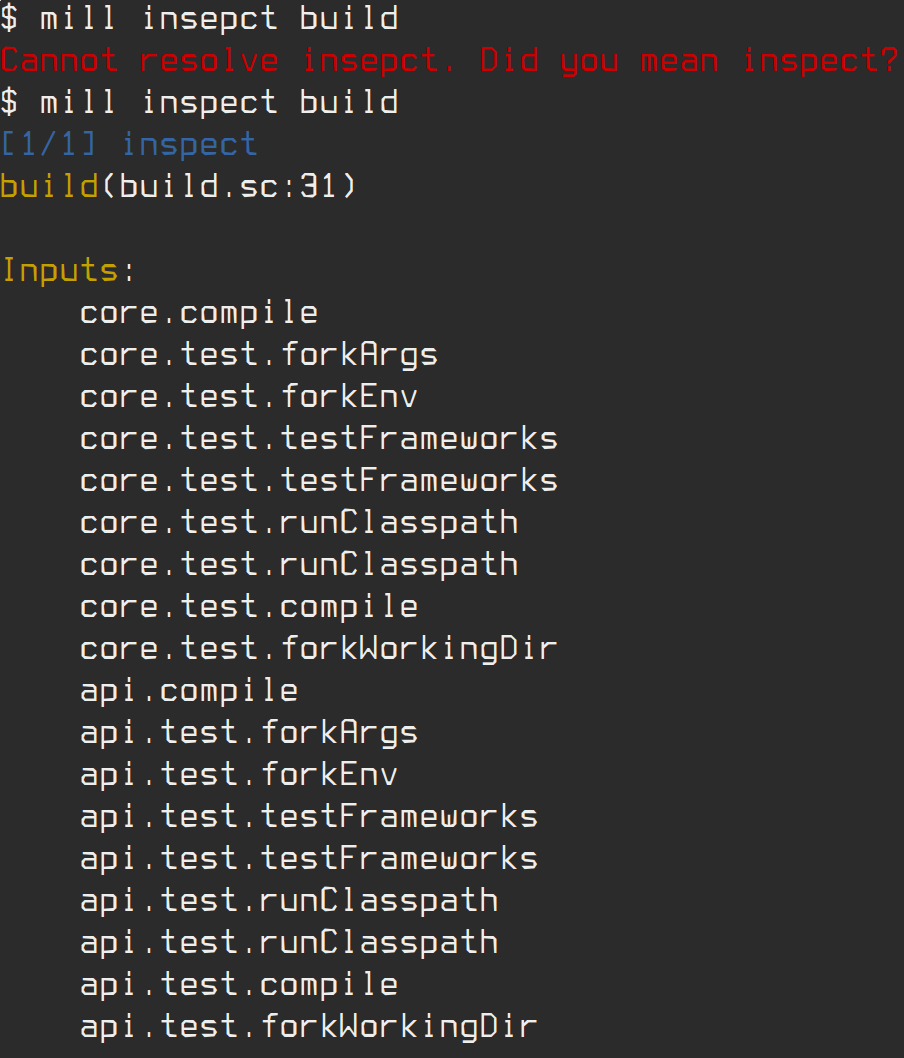 $ mill insepct build
Cannot resolve insepct. Did you mean inspect?
$ mill inspect build
[1/1] inspect
build(build.sc:31)
Inputs:
core.compile
core.test.forkArgs
core.test.forkEnv
core.test.testFrameworks
core.test.testFrameworks
core.test.runClasspath
core.test.runClasspath
core.test.compile
core.test.forkWorkingDir
api.compile
api.test.forkArgs
api.test.forkEnv
api.test.testFrameworks
api.test.testFrameworks
api.test.runClasspath
api.test.runClasspath
api.test.compile
api.test.forkWorkingDir